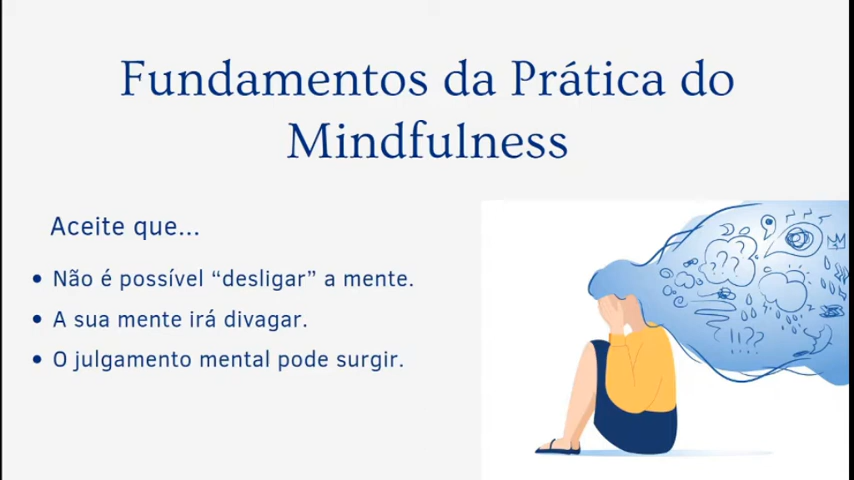 Fundamentos da Prática do
Mindfulness
Aceite que...
• Não é possível “desligar” a mente.
• A sua mente irá divagar.
• O julgamento mental pode surgir.